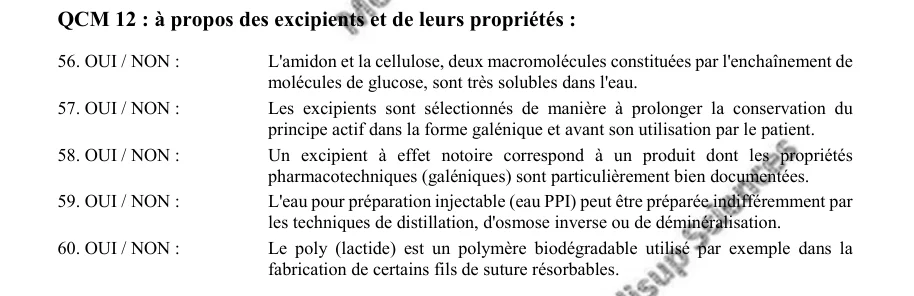 QCM 12 : à propos des excipients et de leurs propriétés :
56. OUI / NON : L'amidon et la cellulose, deux macromolécules constituées par l'enchaînement de
molécules de glucose, sont très solubles dans l'eau.
57. OUI / NON : Les excipients sont sélectionnés de manière à prolonger la conservation du
principe actif dans la forme galénique et avant son utilisation par le patient.
58. OUI / NON : Un excipient à effet notoire correspond à un produit dont les propriétés
pharmacotechniques (galéniques) sont particulièrement bien documentées.
59. OUI / NON : L'eau pour préparation injectable (eau PPI) peut être préparée indifféremment par
les techniques de distillation, d'osmose inverse ou de déminéralisation.
60. OUI / NON : Le poly (lactide) est un polymère biodégradable utilisé par exemple dans la
fabrication de certains fils de suture résorbables.
Sciences